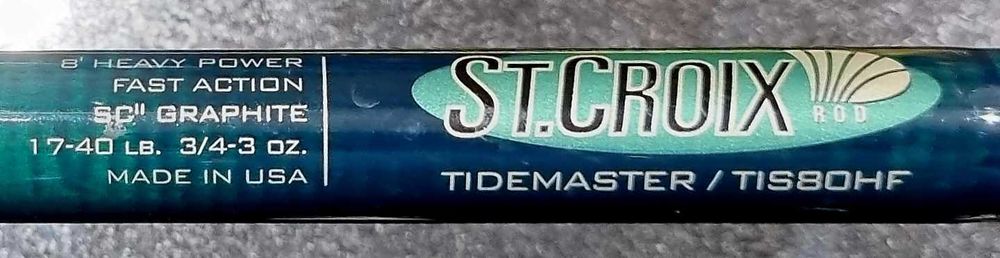 8' HEAVY POWER
FAST ACTION
SC" GRAPHITE
17-40 LB. 3/4-3 OZ.
MADE IN USA
ST.CROIX
ROD
TIDEMASTER / TIS80HF